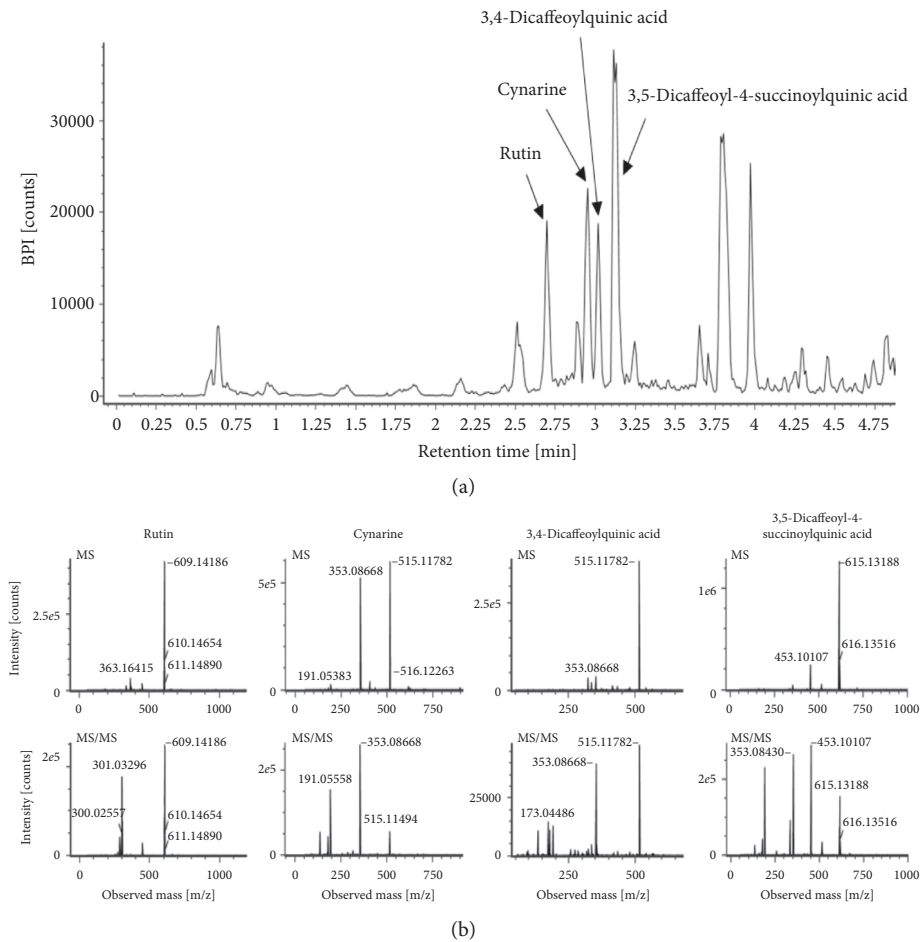 3,4-Dicaffeoylquinic acid
Cynarine
3,5-Dicaffeoyl-4-succinoylquinic acid
Rutin
BPI [counts]
30000
20000
10000
0
0 0.25 0.5 0.75 1 1.25 1.5 1.75 2 2.25 2.5 2.75 3 3.25 3.5 3.75 4 4.25 4.5 4.75
Retention time [min]
(a)
Rutin
MS
609.14186
610.14654
611.14890
363.16415
2.5e5
0
0 500 1000
Intensity [counts]
Cynarine
MS
515.11782
353.08668
516.12263
191.05383
5e5
0
0 250 500 750
3,4-Dicaffeoylquinic acid
MS
515.11782
353.08668
2.5e5
0
250 500
3,5-Dicaffeoyl-4-
succinoylquinic acid
MS
615.13188
616.13516
453.10107
1e6
0
0 250 500 750 1000
MS/MS
609.14186
301.03296
300.02557
610.14654
611.14890
2e5
0
0 500 1000
Observed mass [m/z]
Intensity [counts]
MS/MS
353.08668
191.05558
515.11494
2e5
0
0 250 500 750
Observed mass [m/z]
MS/MS
515.11782
353.08668
173.04486
25000
0
250 500
Observed mass [m/z]
MS/MS
353.08430
453.10107
615.13188
616.13516
2e5
0
0 250 500 750 1000
Observed mass [m/z]
(b)